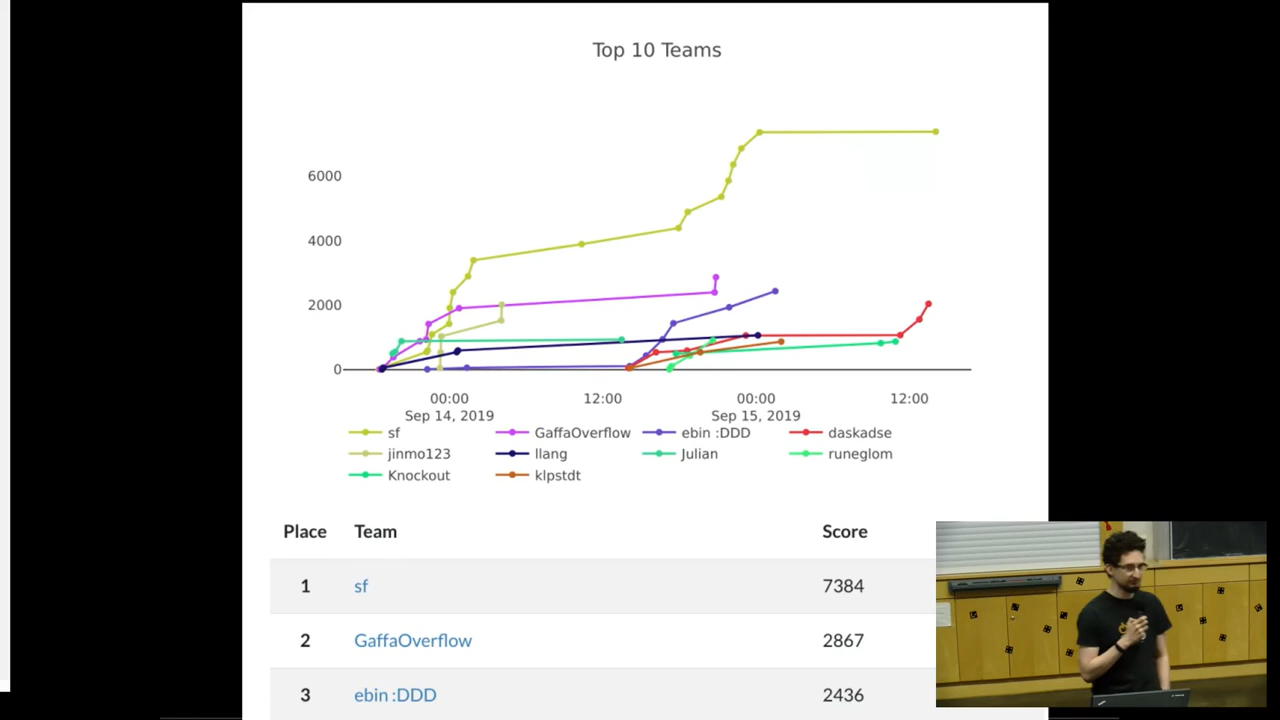 Top 10 Teams
6000
4000
2000
0
00:00 12:00 00:00 12:00
Sep 14, 2019 Sep 15, 2019
sf GaffaOverflow ebin :DDD daskadse
jinmo123 llang Julian runeglom
Knockout klpstdt
Place Team Score
1 sf 7384
2 GaffaOverflow 2867
3 ebin :DDD 2436